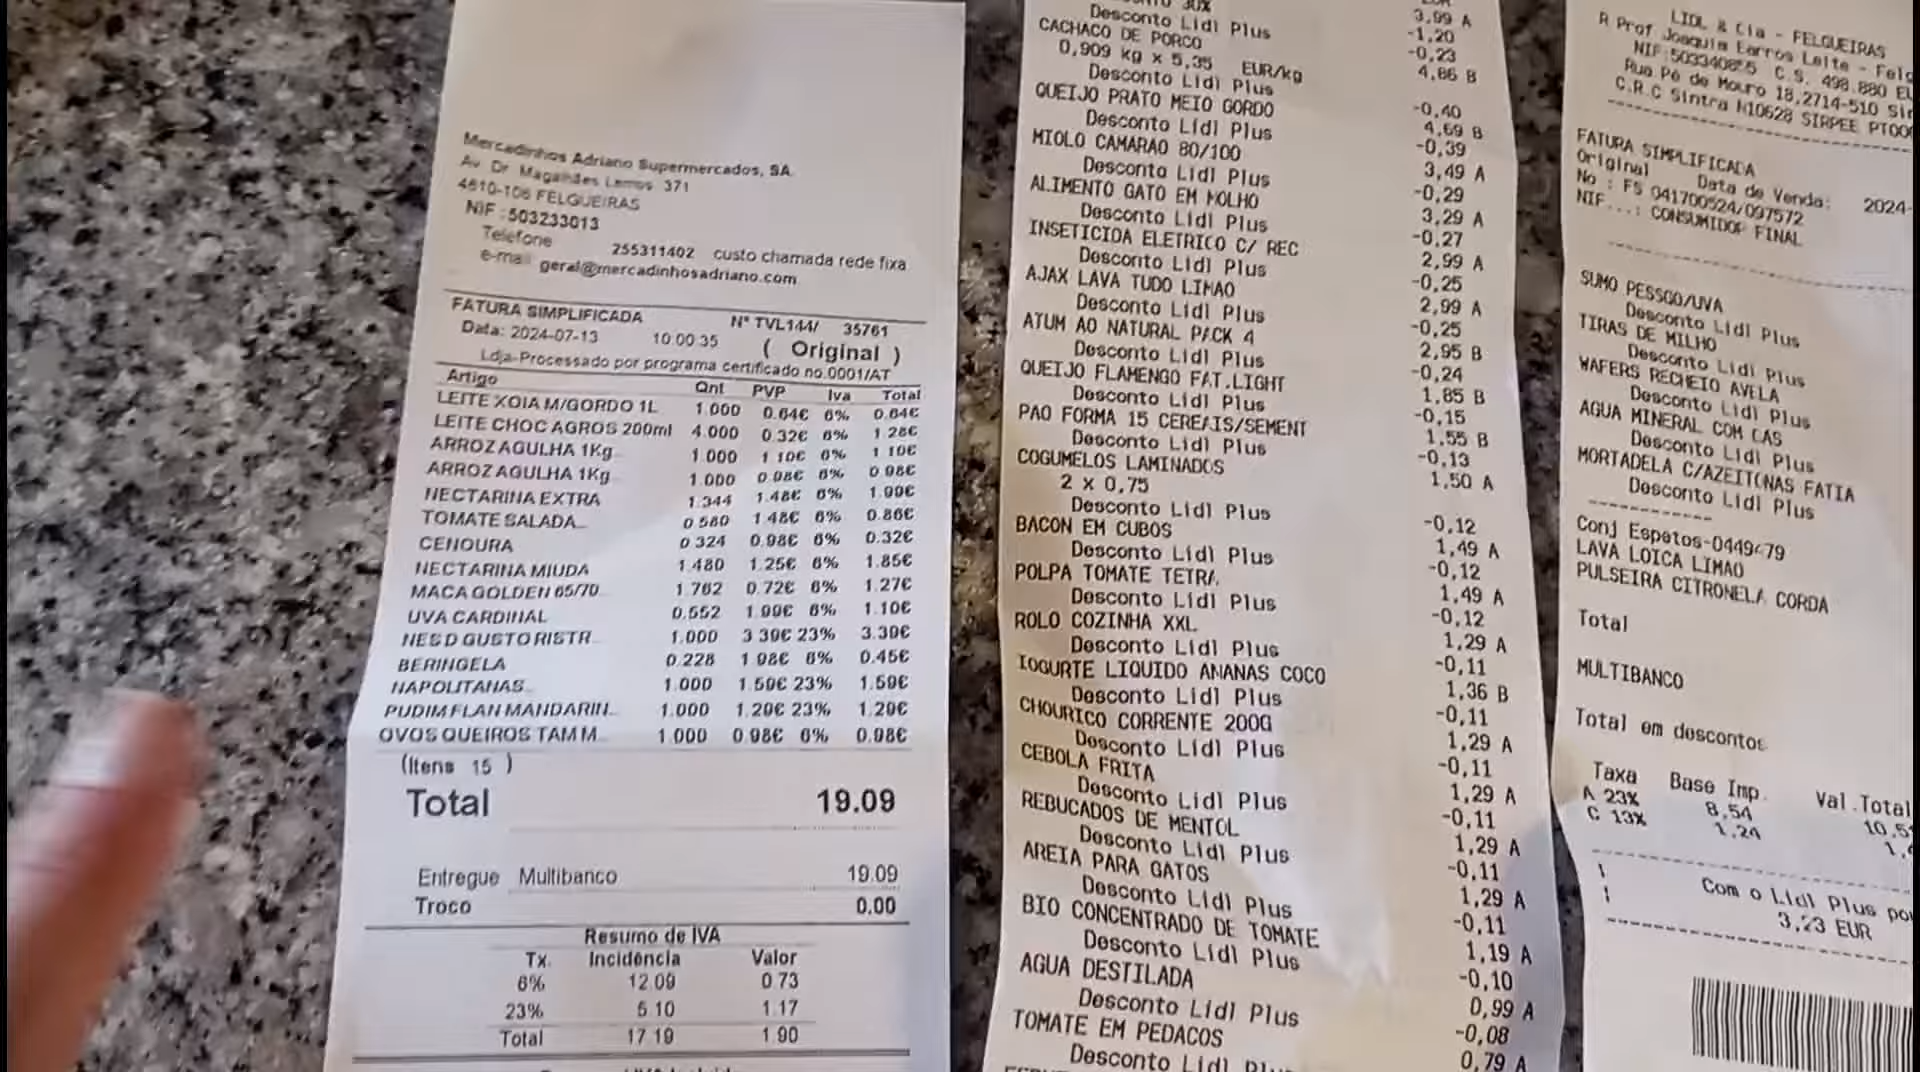 Mercadinhos Adriano Supermercados, SA.
Av. Dr. Magalhães Lemos 371
4610-106 FELGUEIRAS
NIF :503233013
Telefone 255311402 custo chamada rede fixa
e-mail geral@mercadinhosadriano.com
FATURA SIMPLIFICADA Nº TVL144/ 35761
Data: 2024-07-13 10:00:35 ( Original )
Ldja-Processado por programa certificado no.0001/AT
Artigo Qnt PVP Iva Total
LEITE XOIA M/GORDO 1L 1.000 0.64€ 6% 0.64€
LEITE CHOC AGROS 200ml 4.000 0.32€ 6% 1.28€
ARROZ AGULHA 1Kg 1.000 1.10€ 6% 1.10€
ARROZ AGULHA 1Kg 1.000 0.98€ 6% 0.98€
NECTARINA EXTRA 1.344 1.48€ 6% 1.99€
TOMATE SALADA... 0.580 1.48€ 6% 0.86€
CENOURA 0.324 0.98€ 6% 0.32€
NECTARINA MIUDA 1.480 1.25€ 6% 1.85€
MACA GOLDEN 65/70 1.762 0.72€ 6% 1.27€
UVA CARDINAL 0.552 1.99€ 6% 1.10€
NES D GUSTO RISTR... 1.000 3.39€ 23% 3.39€
BERINGELA 0.228 1.98€ 6% 0.45€
NAPOLITANAS... 1.000 1.59€ 23% 1.59€
PUDIM FLAN MANDARIN... 1.000 1.29€ 23% 1.29€
OVOS QUEIROS TAM M... 1.000 0.98€ 6% 0.98€
(Itens 15 )
Total 19.09
Entregue Multibanco 19.09
Troco 0.00
Resumo de IVA
Tx. Incidência Valor
6% 12.09 0.73
23% 5.10 1.17
Total 17.19 1.90
30%
3,99 A
Desconto Lidl Plus -1,20
CACHACO DE PORCO -0,23
0,909 kg x 5,35 EUR/kg 4,86 B
Desconto Lidl Plus -0,40
QUEIJO PRATO MEIO GORDO 4,69 B
Desconto Lidl Plus -0,39
MIOLO CAMARAO 80/100 3,49 A
Desconto Lidl Plus -0,29
ALIMENTO GATO EM MOLHO 3,29 A
Desconto Lidl Plus -0,27
INSETICIDA ELETRICO C/ REC 2,99 A
Desconto Lidl Plus -0,25
AJAX LAVA TUDO LIMAO 2,99 A
Desconto Lidl Plus -0,25
ATUM AO NATURAL PACK 4 2,95 B
Desconto Lidl Plus -0,24
QUEIJO FLAMENGO FAT.LIGHT 1,85 B
Desconto Lidl Plus -0,15
PAO FORMA 15 CEREAIS/SEMENT 1,55 B
Desconto Lidl Plus -0,13
COGUMELOS LAMINADOS 1,50 A
2 x 0,75
Desconto Lidl Plus -0,12
BACON EM CUBOS 1,49 A
Desconto Lidl Plus -0,12
POLPA TOMATE TETRA 1,49 A
Desconto Lidl Plus -0,12
ROLO COZINHA XXL 1,29 A
Desconto Lidl Plus -0,11
IOGURTE LIQUIDO ANANAS COCO 1,36 B
Desconto Lidl Plus -0,11
CHOURICO CORRENTE 200G 1,29 A
Desconto Lidl Plus -0,11
CEBOLA FRITA 1,29 A
Desconto Lidl Plus -0,11
REBUCADOS DE MENTOL 1,29 A
Desconto Lidl Plus -0,11
AREIA PARA GATOS 1,29 A
Desconto Lidl Plus -0,11
BIO CONCENTRADO DE TOMATE 1,19 A
Desconto Lidl Plus -0,10
AGUA DESTILADA 0,99 A
Desconto Lidl Plus -0,08
TOMATE EM PEDACOS 0,79 A
Desconto Lidl Plus
LIDL & Cia - FELGUEIRAS
R Prof Joaquim Barros Leite - Felg
NIF:503340855 C.S. 498.880 EU
Rua Pé de Mouro 18,2714-510 Sin
C.R.C Sintra N10628 SIRPEE PT000
FATURA SIMPLIFICADA
Original Data de Venda: 2024-
No : FS 041700524/097572
NIF...: CONSUMIDOR FINAL
SUMO PESSGO/UVA
Desconto Lidl Plus
TIRAS DE MILHO
Desconto Lidl Plus
WAFERS RECHEIO AVELA
Desconto Lidl Plus
AGUA MINERAL COM GAS
Desconto Lidl Plus
MORTADELA C/AZEITONAS FATIA
Desconto Lidl Plus
Conj Espetos-0449479
LAVA LOICA LIMAO
PULSEIRA CITRONELA CORDA
Total
MULTIBANCO
Total em descontos
Taxa Base Imp. Val.Total
A 23% 8,54 10,5
C 13% 1,24 1,
Com o Lidl Plus pou
3,23 EUR